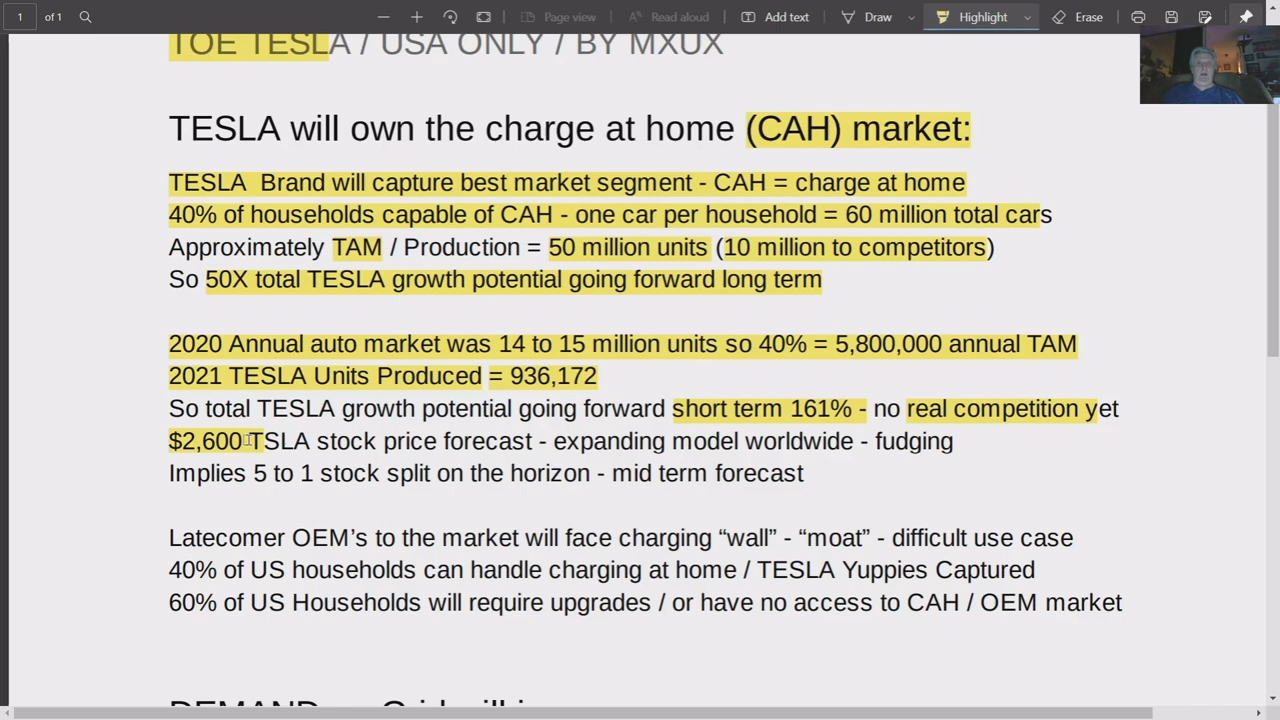 1 of 1 Page view Read aloud Add text Draw Highlight Erase
TOE TESLA / USA ONLY / BY MXUX
TESLA will own the charge at home (CAH) market:
TESLA Brand will capture best market segment - CAH = charge at home
40% of households capable of CAH - one car per household = 60 million total cars
Approximately TAM / Production = 50 million units (10 million to competitors)
So 50X total TESLA growth potential going forward long term
2020 Annual auto market was 14 to 15 million units so 40% = 5,800,000 annual TAM
2021 TESLA Units Produced = 936,172
So total TESLA growth potential going forward short term 161% - no real competition yet
$2,600 TSLA stock price forecast - expanding model worldwide - fudging
Implies 5 to 1 stock split on the horizon - mid term forecast
Latecomer OEM's to the market will face charging “wall” - “moat” - difficult use case
40% of US households can handle charging at home / TESLA Yuppies Captured
60% of US Households will require upgrades / or have no access to CAH / OEM market